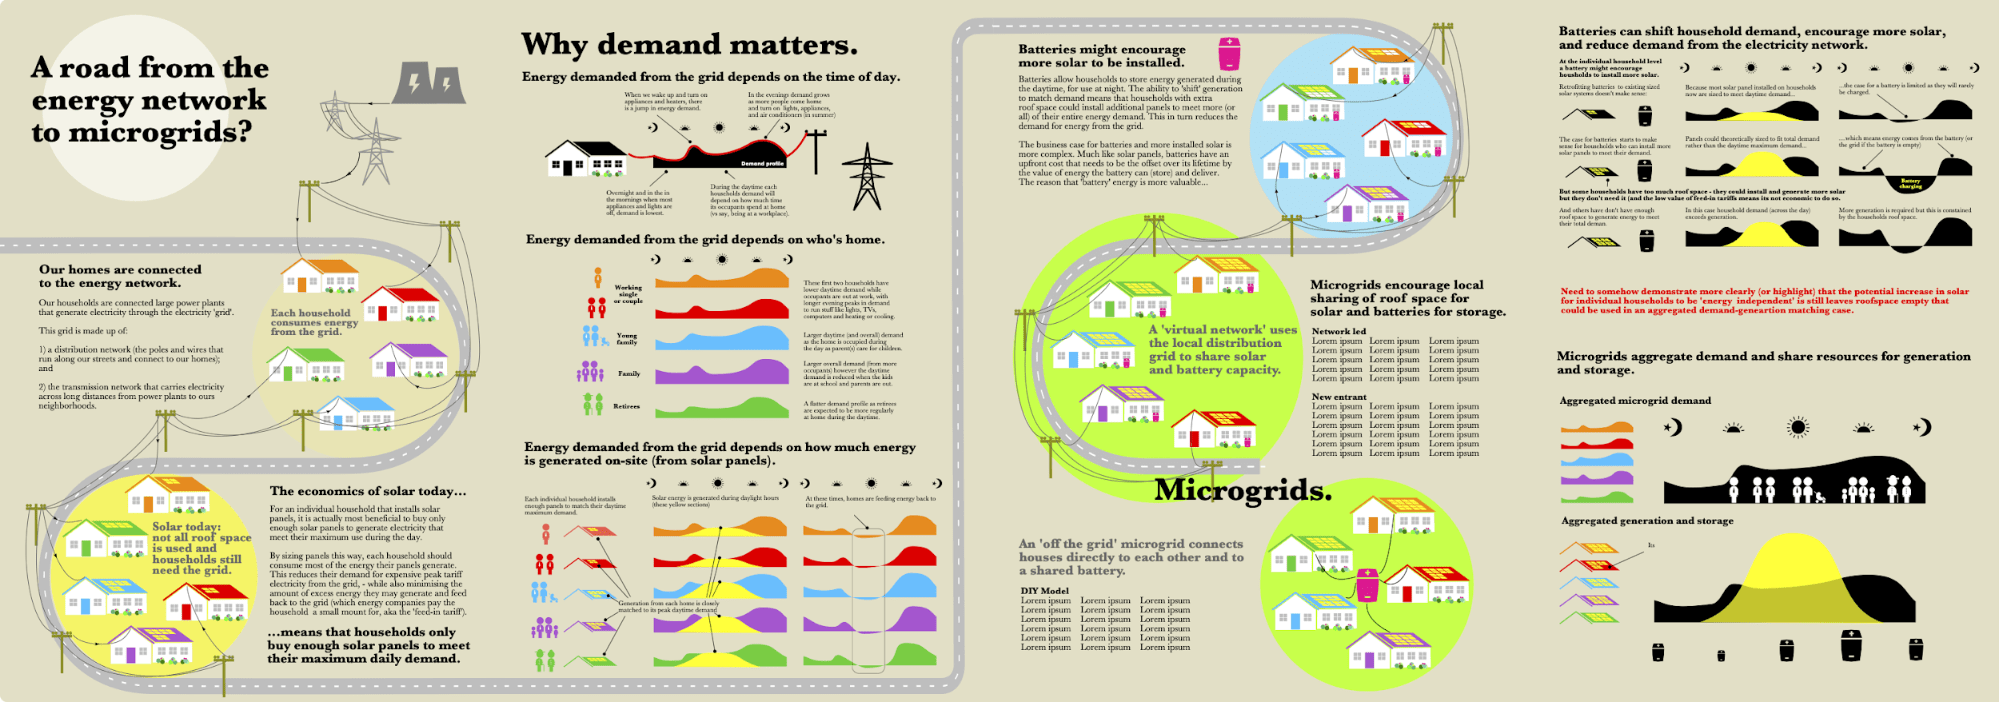 A road from the
energy network
to microgrids?
Our homes are connected
to the energy network.
Our households are connected large power plants
that generate electricity through the electricity 'grid'.
This grid is made up of:
1) a distribution network (the poles and wires that
run along our streets and connect to our homes);
and
2) the transmission network that carries electricity
across long distances from power plants to ours
neighborhoods.
Each household
consumes energy
from the grid.
Solar today:
not all roof space
is used and
households still
need the grid.
The economics of solar today...
For an individual household that installs solar
panels, it is actually most beneficial to buy only
enough solar panels to generate electricity that
meet their maximum use during the day.
By sizing panels this way, each household should
consume most of the energy their panels generate.
This reduces their demand for expensive peak tariff
electricity from the grid, - while also minimising the
amount of excess energy they may generate and feed
back to the grid (which energy companies pay the
household a small mount for, aka the 'feed-in tariff').
...means that households only
buy enough solar panels to meet
their maximum daily demand.
Why demand matters.
Energy demanded from the grid depends on the time of day.
When we wake up and turn on
appliances and heaters, there
is a jump in energy demand.
In the evenings demand grows
as more people come home
and turn on lights, appliances,
and air conditioners (in summer)
Demand profile
Overnight and in the in
the mornings when most
appliances and lights are
off, demand is lowest.
During the daytime each
households demand will
depend on how much time
its occupants spend at home
(vs say, being at a workplace).
Energy demanded from the grid depends on who's home.
Working
single
or couple
Young
family
Family
Retirees
These first two households have
lower daytime demand while
occupants are out at work, with
longer evening peaks in demand
to run stuff like lights, TVs,
computers and heating or cooling.
Larger daytime (and overall) demand
as the home is occupied during
the day as parent(s) care for children.
Larger overall demand (from more
occupants) however the daytime
demand is reduced when the kids
are at school and parents are out.
A flatter demand profile as retirees
are expected to be more regularly
at home during the daytime.
Energy demanded from the grid depends on how much energy
is generated on-site (from solar panels).
Each individual household installs
enough panels to match their daytime
maximum demand.
Solar energy is generated during daylight hours
(these yellow sections)
At these times, homes are feeding energy back to
the grid.
Generation from each home is closely
matched to its peak daytime demand
Batteries might encourage
more solar to be installed.
Batteries allow households to store energy generated during
the daytime, for use at night. The ability to 'shift' generation
to match demand means that households with extra
roof space could install additional panels to meet more (or
all) of their entire energy demand. This in turn reduces the
demand for energy from the grid.
The business case for batteries and more installed solar is
more complex. Much like solar panels, batteries have an
upfront cost that needs to be the offset over its lifetime by
the value of energy the battery can (store) and deliver.
The reason that 'battery' energy is more valuable...
A 'virtual network' uses
the local distribution
grid to share solar
and battery capacity.
Microgrids encourage local
sharing of roof space for
solar and batteries for storage.
Network led
Lorem ipsum Lorem ipsum Lorem ipsum
Lorem ipsum Lorem ipsum Lorem ipsum
Lorem ipsum Lorem ipsum Lorem ipsum
Lorem ipsum Lorem ipsum Lorem ipsum
Lorem ipsum Lorem ipsum Lorem ipsum
New entrant
Lorem ipsum Lorem ipsum Lorem ipsum
Lorem ipsum Lorem ipsum Lorem ipsum
Lorem ipsum Lorem ipsum Lorem ipsum
Lorem ipsum Lorem ipsum Lorem ipsum
Lorem ipsum Lorem ipsum Lorem ipsum
Lorem ipsum Lorem ipsum Lorem ipsum
Microgrids.
An 'off the grid' microgrid connects
houses directly to each other and to
a shared battery.
DIY Model
Lorem ipsum Lorem ipsum Lorem ipsum
Lorem ipsum Lorem ipsum Lorem ipsum
Lorem ipsum Lorem ipsum Lorem ipsum
Lorem ipsum Lorem ipsum Lorem ipsum
Lorem ipsum Lorem ipsum Lorem ipsum
Lorem ipsum Lorem ipsum Lorem ipsum
Batteries can shift household demand, encourage more solar,
and reduce demand from the electricity network.
At the individual household level
a battery might encourage
housholds to install more solar.
Retrofitting batteries to existing sized
solar systems doesn't make sense:
Because most solar panel installed on households
now are sized to meet daytime demand...
...the case for a battery is limited as they will rarely
be charged.
The case for batteries starts to make
sense for households who can install more
solar panels to meet their demand.
Panels could theoretically sized to fit total demand
rather than the daytime maximum demand...
...which means energy comes from the battery (or
the grid if the battery is empty)
Battery
charging
But some households have too much roof space - they could install and generate more solar
but they don't need it (and the low value of feed-in tariffs means its not economic to do so.
And others have don't have enough
roof space to generate energy to meet
their total deman.
In this case household demand (across the day)
exceeds generation.
More generation is required but this is constained
by the households roof space.
Need to somehow demonstrate more clearly (or highlight) that the potential increase in solar
for individual households to be 'energy independent' is still leaves roofspace empty that
could be used in an aggregated demand-geneartion matching case.
Microgrids aggregate demand and share resources for generation
and storage.
Aggregated microgrid demand
Aggregated generation and storage
Its